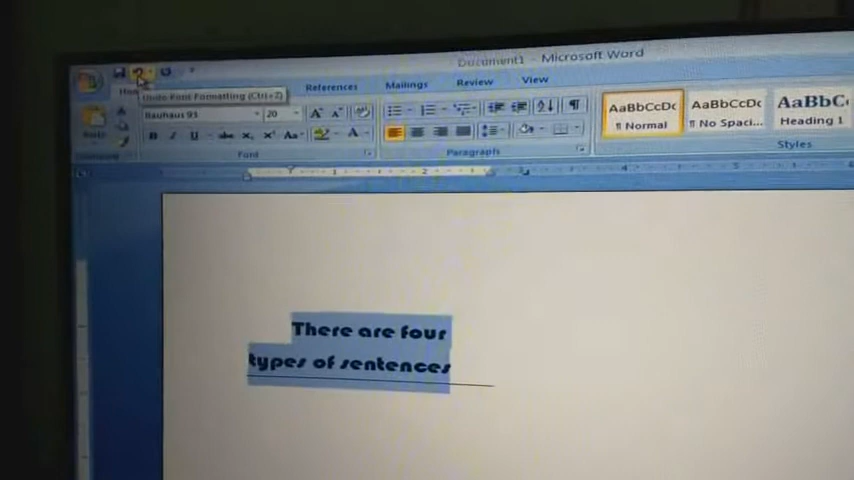 Document1 - Microsoft Word
References
Mailings
Review
View
Undo Font Formatting (Ctrl+Z)
Bauhaus 93
20
AaBbCcDc
AaBbCcDc
AaBbCc
¶ Normal
¶ No Spaci...
Heading 1
Font
Paragraph
Styles
There are four
types of sentences